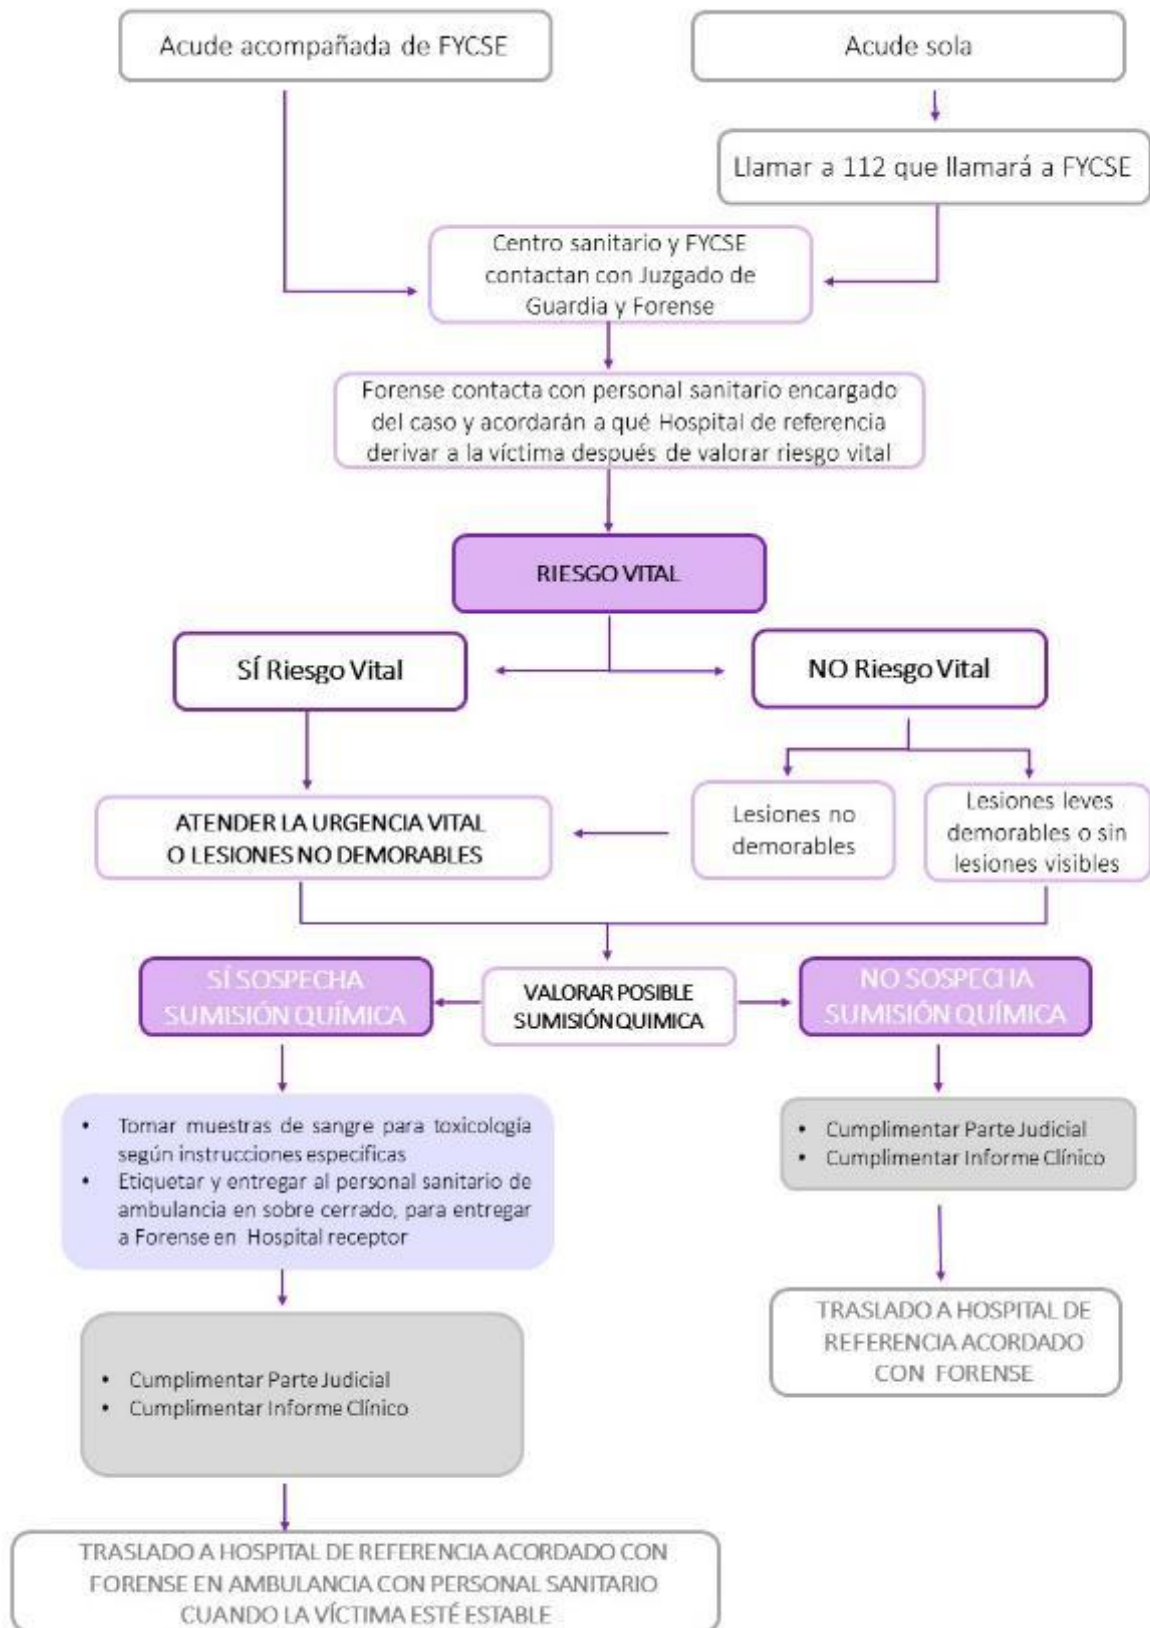 Acude acompañada de FYCSE
Acude sola
Llamar a 112 que llamará a FYCSE
Centro sanitario y FYCSE
contactan con Juzgado de
Guardia y Forense
Forense contacta con personal sanitario encargado
del caso y acordarán a qué Hospital de referencia
derivar a la víctima después de valorar riesgo vital
RIESGO VITAL
SÍ Riesgo Vital
NO Riesgo Vital
ATENDER LA URGENCIA VITAL
O LESIONES NO DEMORABLES
Lesiones no
demorables
Lesiones leves
demorables o sin
lesiones visibles
SÍ SOSPECHA
SUMISIÓN QUÍMICA
VALORAR POSIBLE
SUMISIÓN QUIMICA
NO SOSPECHA
SUMISIÓN QUÍMICA
• Tomar muestras de sangre para toxicología
según instrucciones especificas
• Etiquetar y entregar al personal sanitario de
ambulancia en sobre cerrado, para entregar
a Forense en Hospital receptor
• Cumplimentar Parte Judicial
• Cumplimentar Informe Clínico
TRASLADO A HOSPITAL DE
REFERENCIA ACORDADO
CON FORENSE
• Cumplimentar Parte Judicial
• Cumplimentar Informe Clínico
TRASLADO A HOSPITAL DE REFERENCIA ACORDADO CON
FORENSE EN AMBULANCIA CON PERSONAL SANITARIO
CUANDO LA VÍCTIMA ESTÉ ESTABLE